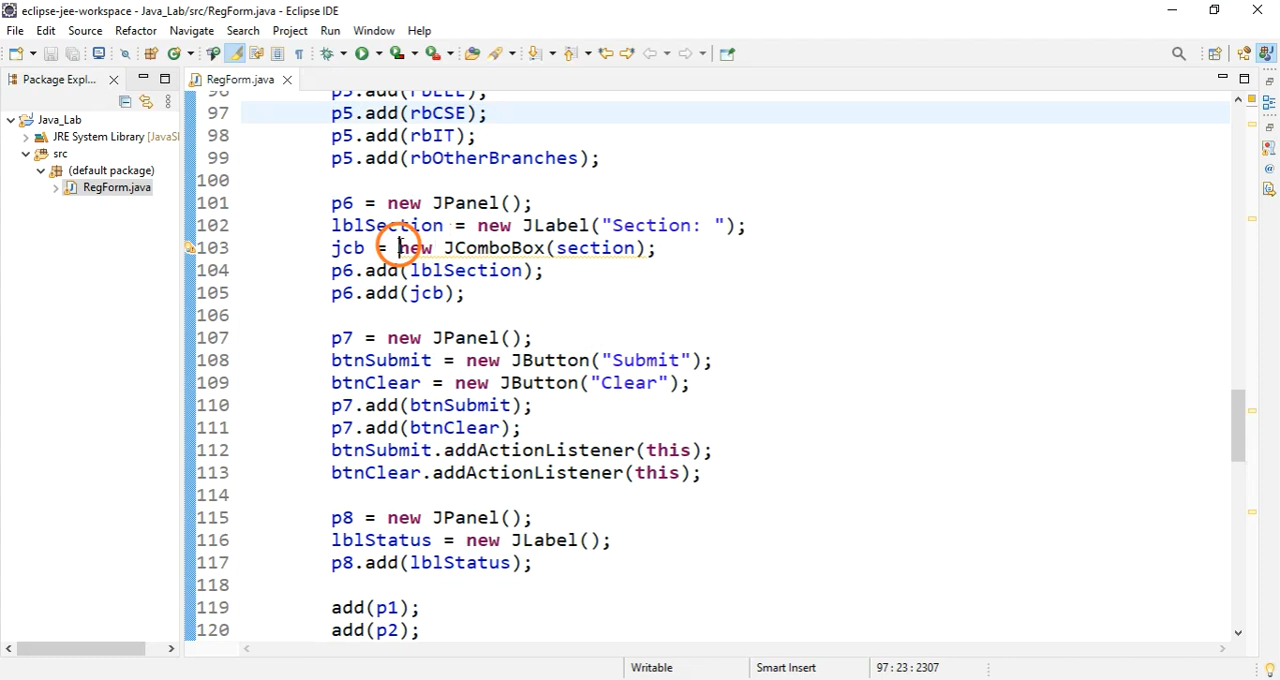 eclipse-jee-workspace - Java_Lab/src/RegForm.java - Eclipse IDE
File Edit Source Refactor Navigate Search Project Run Window Help
Package Expl...
RegForm.java
Java_Lab
JRE System Library [JavaSE
src
(default package)
RegForm.java
96 p5.add(rbEEE);
97 p5.add(rbCSE);
98 p5.add(rbIT);
99 p5.add(rbOtherBranches);
100
101 p6 = new JPanel();
102 lblSection = new JLabel("Section: ");
103 jcb = new JComboBox(section);
104 p6.add(lblSection);
105 p6.add(jcb);
106
107 p7 = new JPanel();
108 btnSubmit = new JButton("Submit");
109 btnClear = new JButton("Clear");
110 p7.add(btnSubmit);
111 p7.add(btnClear);
112 btnSubmit.addActionListener(this);
113 btnClear.addActionListener(this);
114
115 p8 = new JPanel();
116 lblStatus = new JLabel();
117 p8.add(lblStatus);
118
119 add(p1);
120 add(p2);
Writable Smart Insert 97 : 23 : 2307